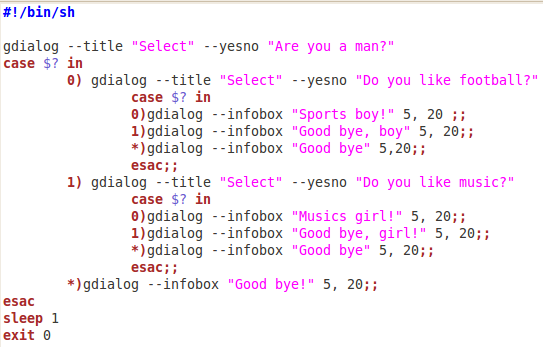 #!/bin/sh

gdialog --title "Select" --yesno "Are you a man?"
case $? in
        0) gdialog --title "Select" --yesno "Do you like football?"
                case $? in
                0)gdialog --infobox "Sports boy!" 5, 20 ;;
                1)gdialog --infobox "Good bye, boy" 5, 20;;
                *)gdialog --infobox "Good bye" 5,20;;
                esac;;
        1) gdialog --title "Select" --yesno "Do you like music?"
                case $? in
                0)gdialog --infobox "Musics girl!" 5, 20;;
                1)gdialog --infobox "Good bye, girl!" 5, 20;;
                *)gdialog --infobox "Good bye" 5, 20;;
                esac;;
        *)gdialog --infobox "Good bye!" 5, 20;;
esac
sleep 1
exit 0